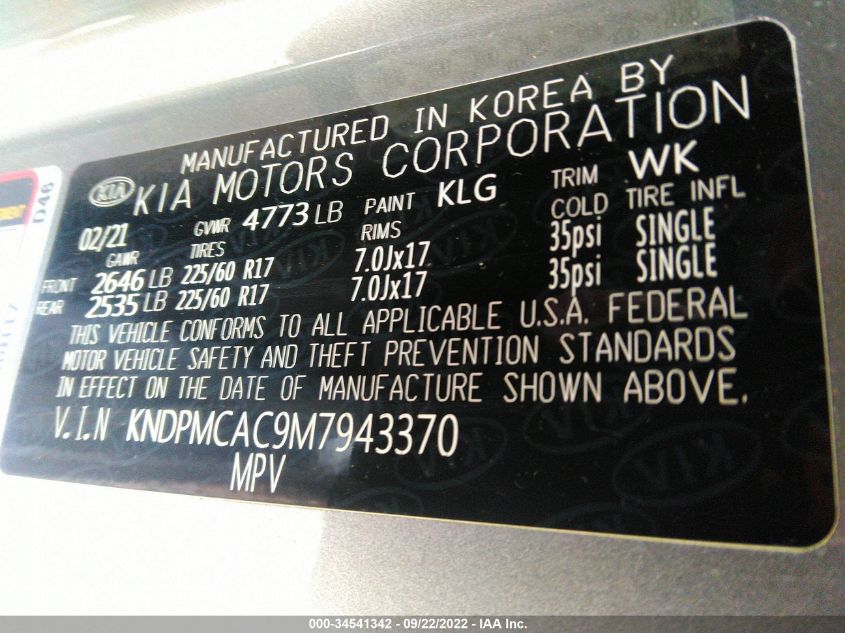 MANUFACTURED IN KOREA BY
KIA KIA MOTORS CORPORATION
02/21 GVWR 4773 LB PAINT KLG TRIM WK
GAWR TIRES RIMS COLD TIRE INFL
FRONT 2646 LB 225/60 R17 7.0Jx17 35psi SINGLE
REAR 2535 LB 225/60 R17 7.0Jx17 35psi SINGLE
THIS VEHICLE CONFORMS TO ALL APPLICABLE U.S.A. FEDERAL
MOTOR VEHICLE SAFETY AND THEFT PREVENTION STANDARDS
IN EFFECT ON THE DATE OF MANUFACTURE SHOWN ABOVE.
V.I.N KNDPMCAC9M7943370
MPV
D46
000-34541342 - 09/22/2022 - IAA Inc.